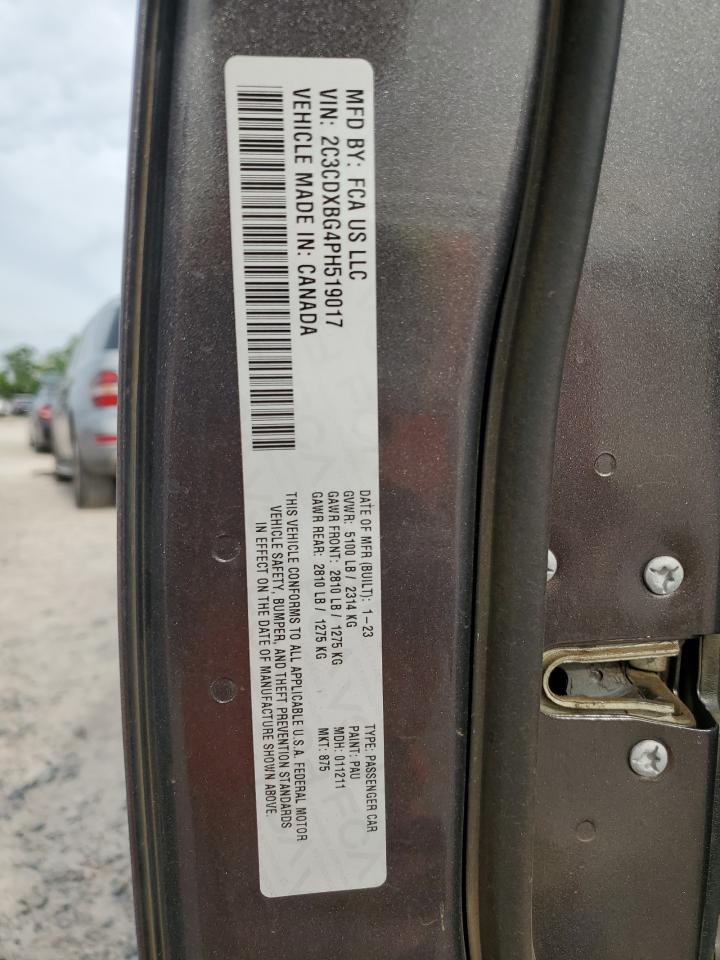 MFD BY: FCA US LLC
VIN: 2C3CDXBG4PH519017
VEHICLE MADE IN: CANADA
DATE OF MFR (BUILT): 1-23
GVWR: 5100 LB / 2314 KG
GAWR FRONT: 2810 LB / 1275 KG
GAWR REAR: 2810 LB / 1275 KG
THIS VEHICLE CONFORMS TO ALL APPLICABLE U.S.A. FEDERAL MOTOR
VEHICLE SAFETY, BUMPER, AND THEFT PREVENTION STANDARDS
IN EFFECT ON THE DATE OF MANUFACTURE SHOWN ABOVE.
TYPE: PASSENGER CAR
PAINT: PAU
MDH: 011211
MKT: 875